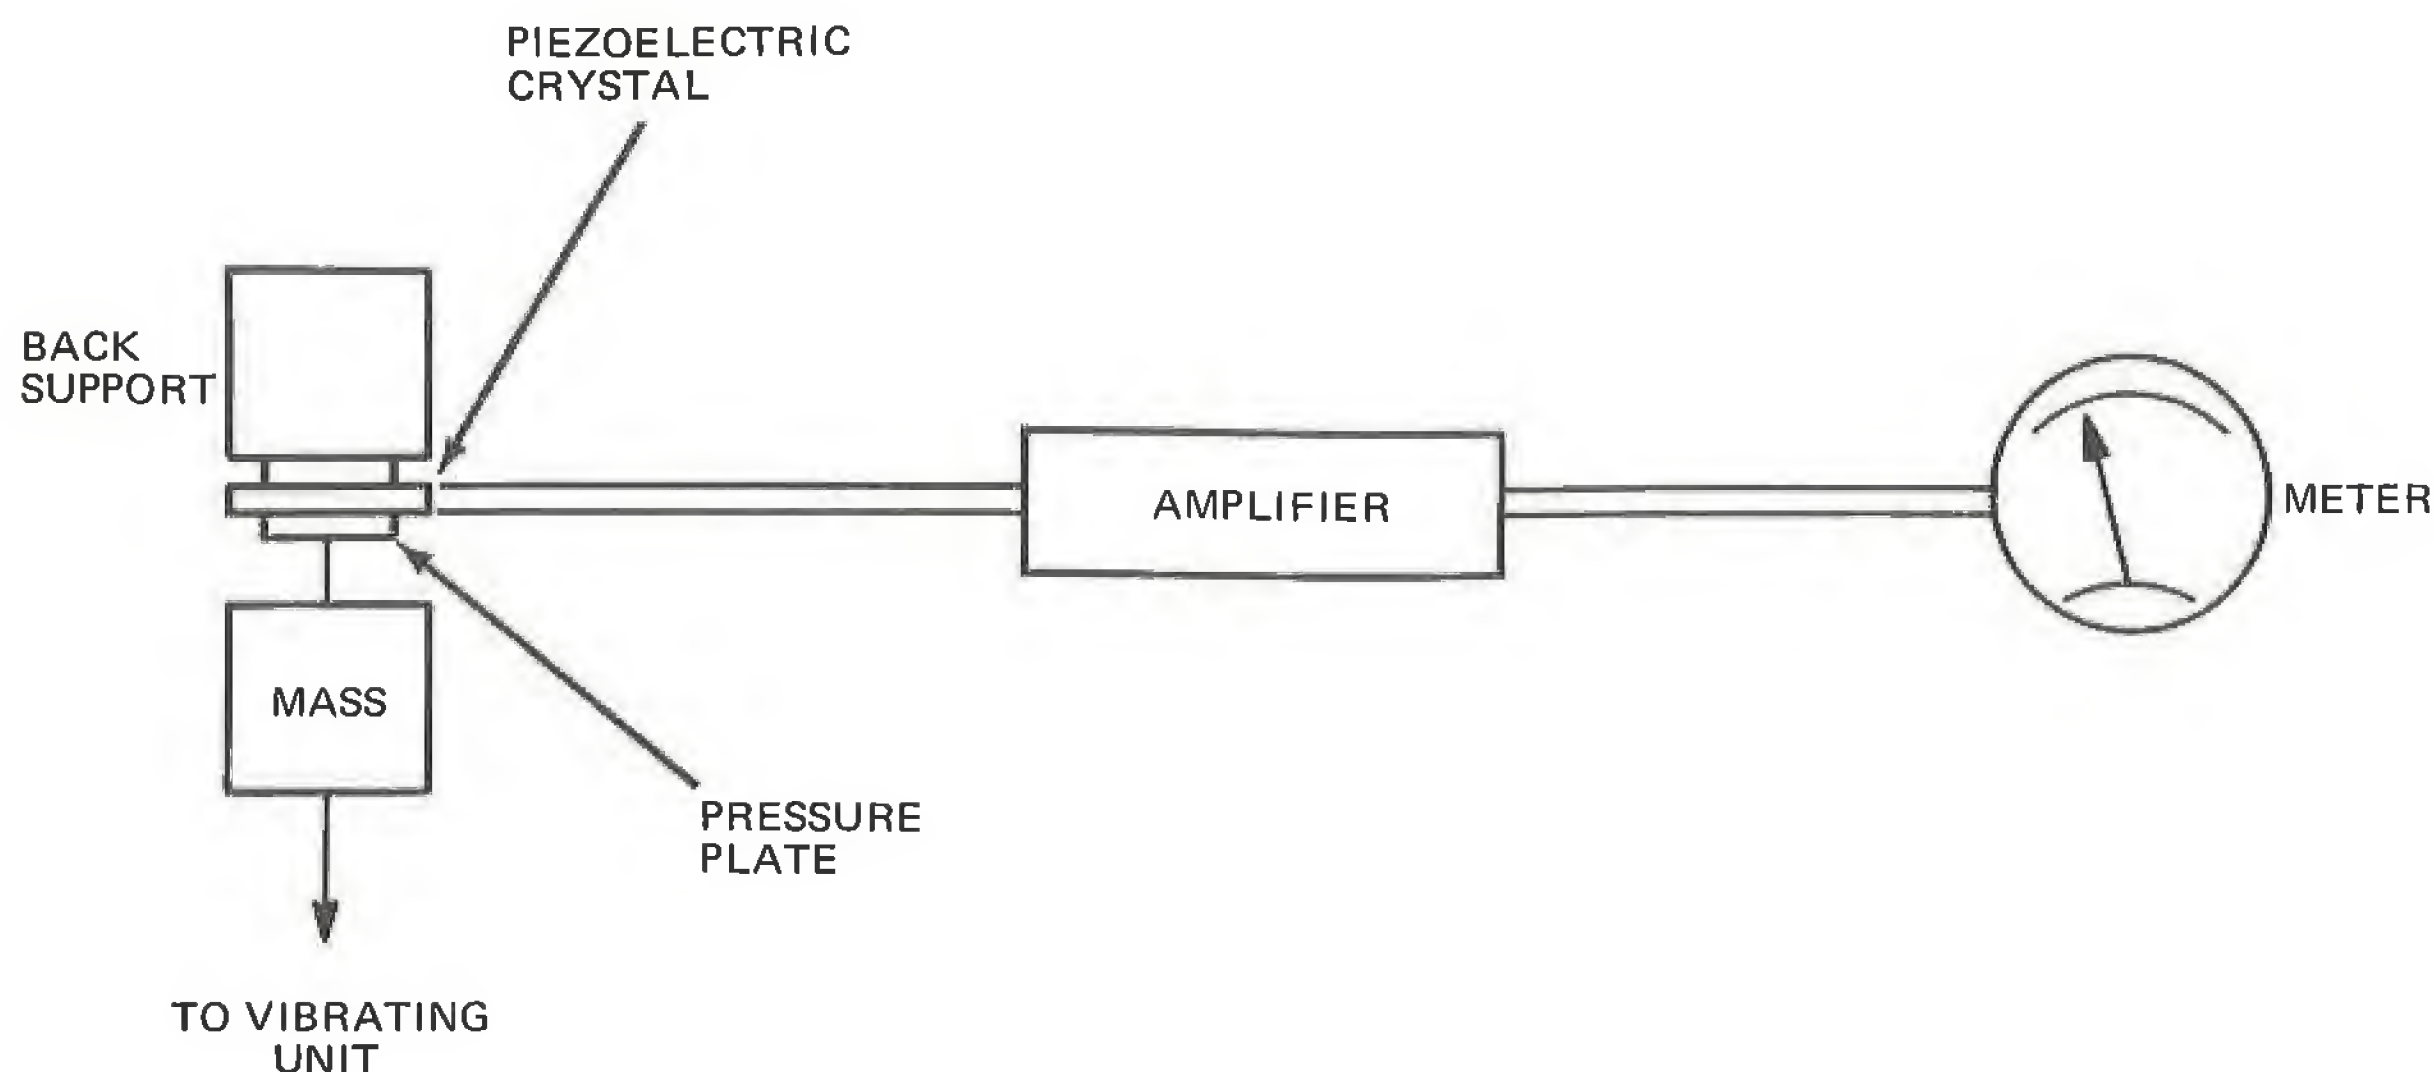 PIEZOELECTRIC
CRYSTAL
BACK
SUPPORT
AMPLIFIER
METER
MASS
PRESSURE
PLATE
TO VIBRATING
UNIT